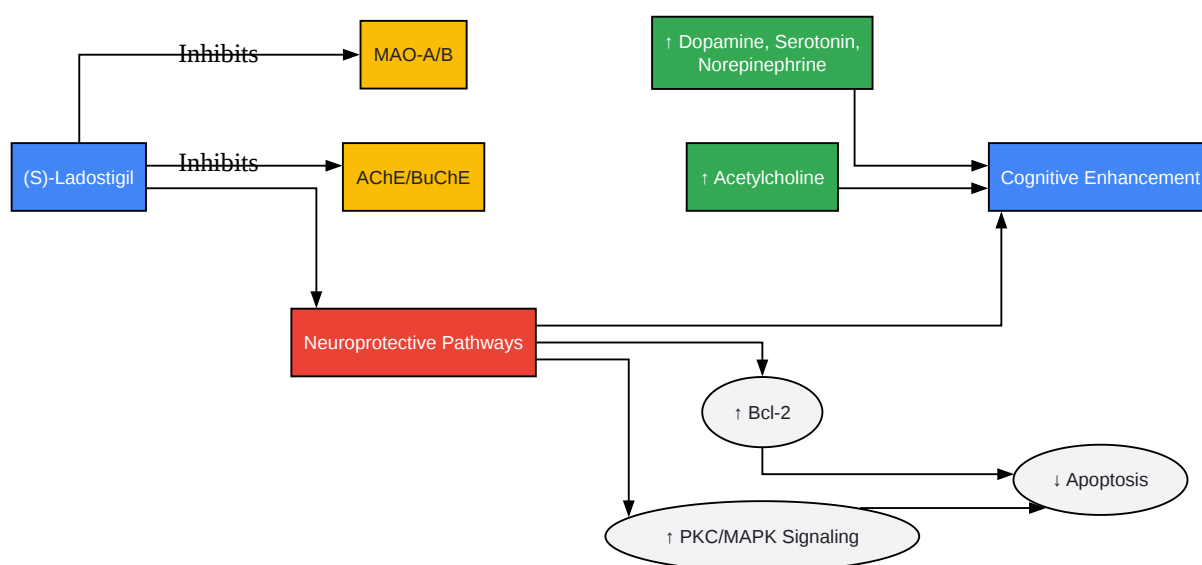 Inhibits
MAO-A/B
↑ Dopamine, Serotonin,
Norepinephrine
(S)-Ladostigil
Inhibits
AChE/BuChE
↑ Acetylcholine
Cognitive Enhancement
Neuroprotective Pathways
↑ Bcl-2
↓ Apoptosis
↑ PKC/MAPK Signaling